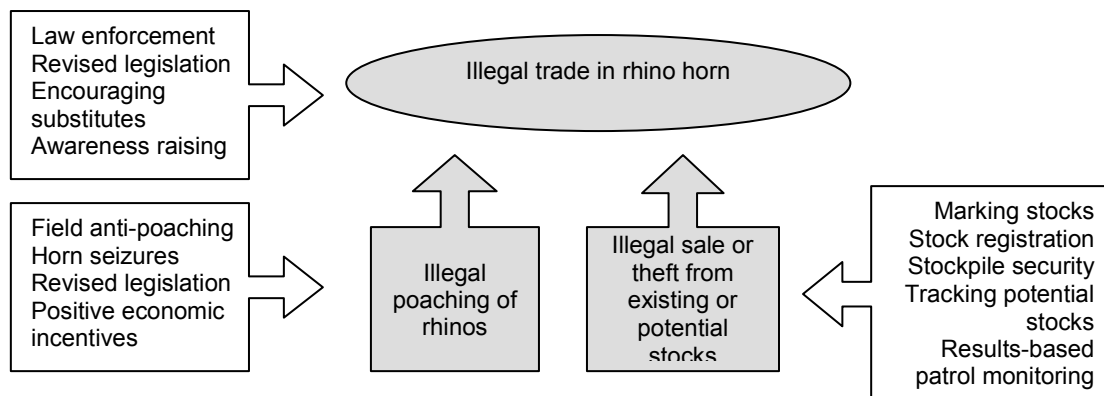 Law enforcement
Revised legislation
Encouraging
substitutes
Awareness raising
Illegal trade in rhino horn
Field anti-poaching
Horn seizures
Revised legislation
Positive economic
incentives
Illegal
poaching of
rhinos
Illegal sale or
theft from
existing or
potential
stocks
Marking stocks
Stock registration
Stockpile security
Tracking potential
stocks
Results-based
patrol monitoring